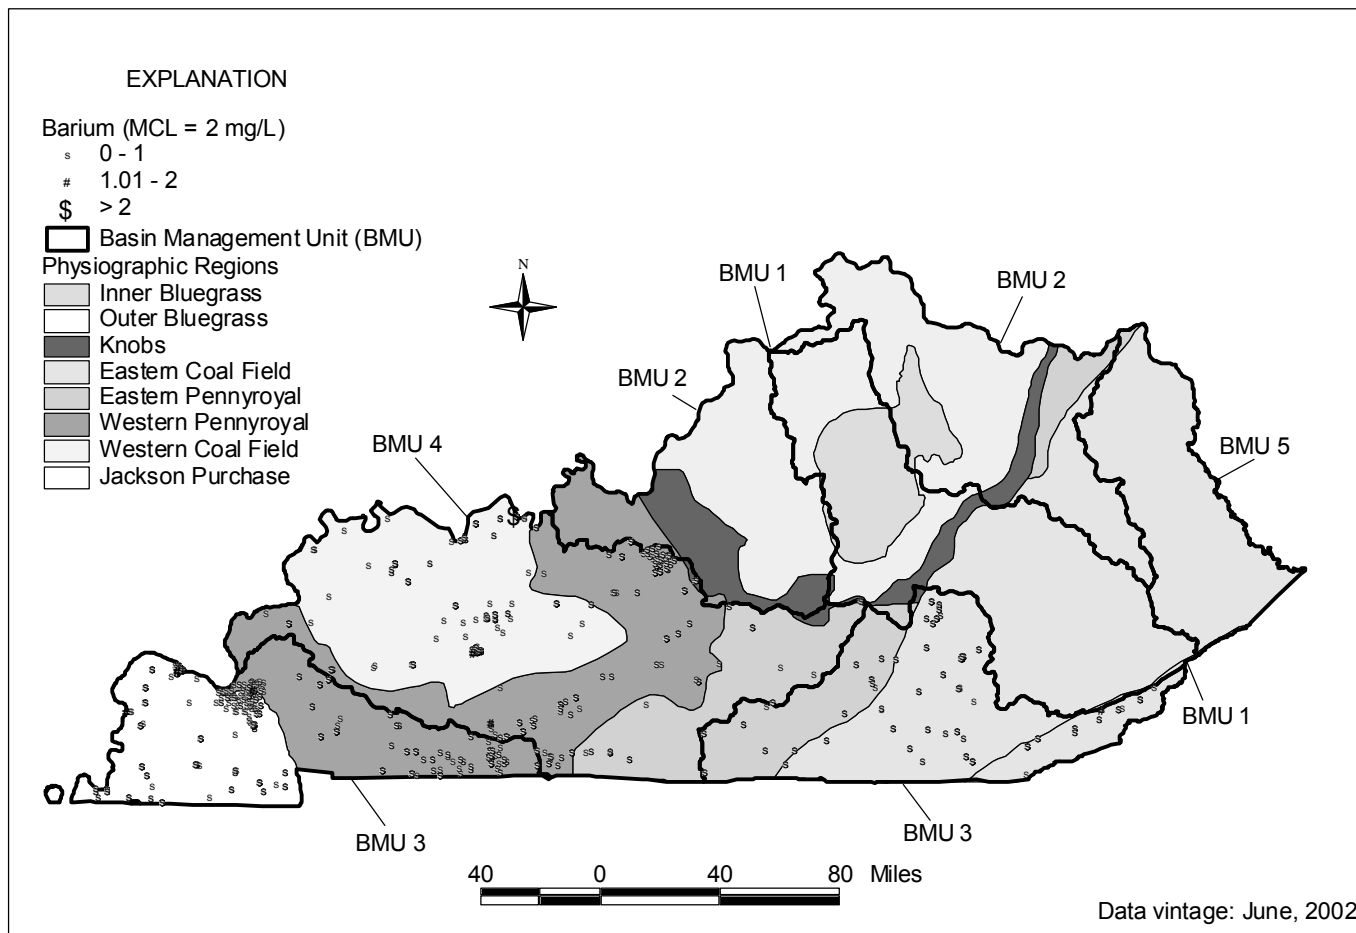 EXPLANATION
Barium (MCL = 2 mg/L)
s 0 - 1
# 1.01 - 2
$ > 2
Basin Management Unit (BMU)
Physiographic Regions
Inner Bluegrass
Outer Bluegrass
Knobs
Eastern Coal Field
Eastern Pennyroyal
Western Pennyroyal
Western Coal Field
Jackson Purchase
N
BMU 1
BMU 2
BMU 2
BMU 4
BMU 5
$
BMU 1
BMU 3
BMU 3
40 0 40 80 Miles
Data vintage: June, 2002